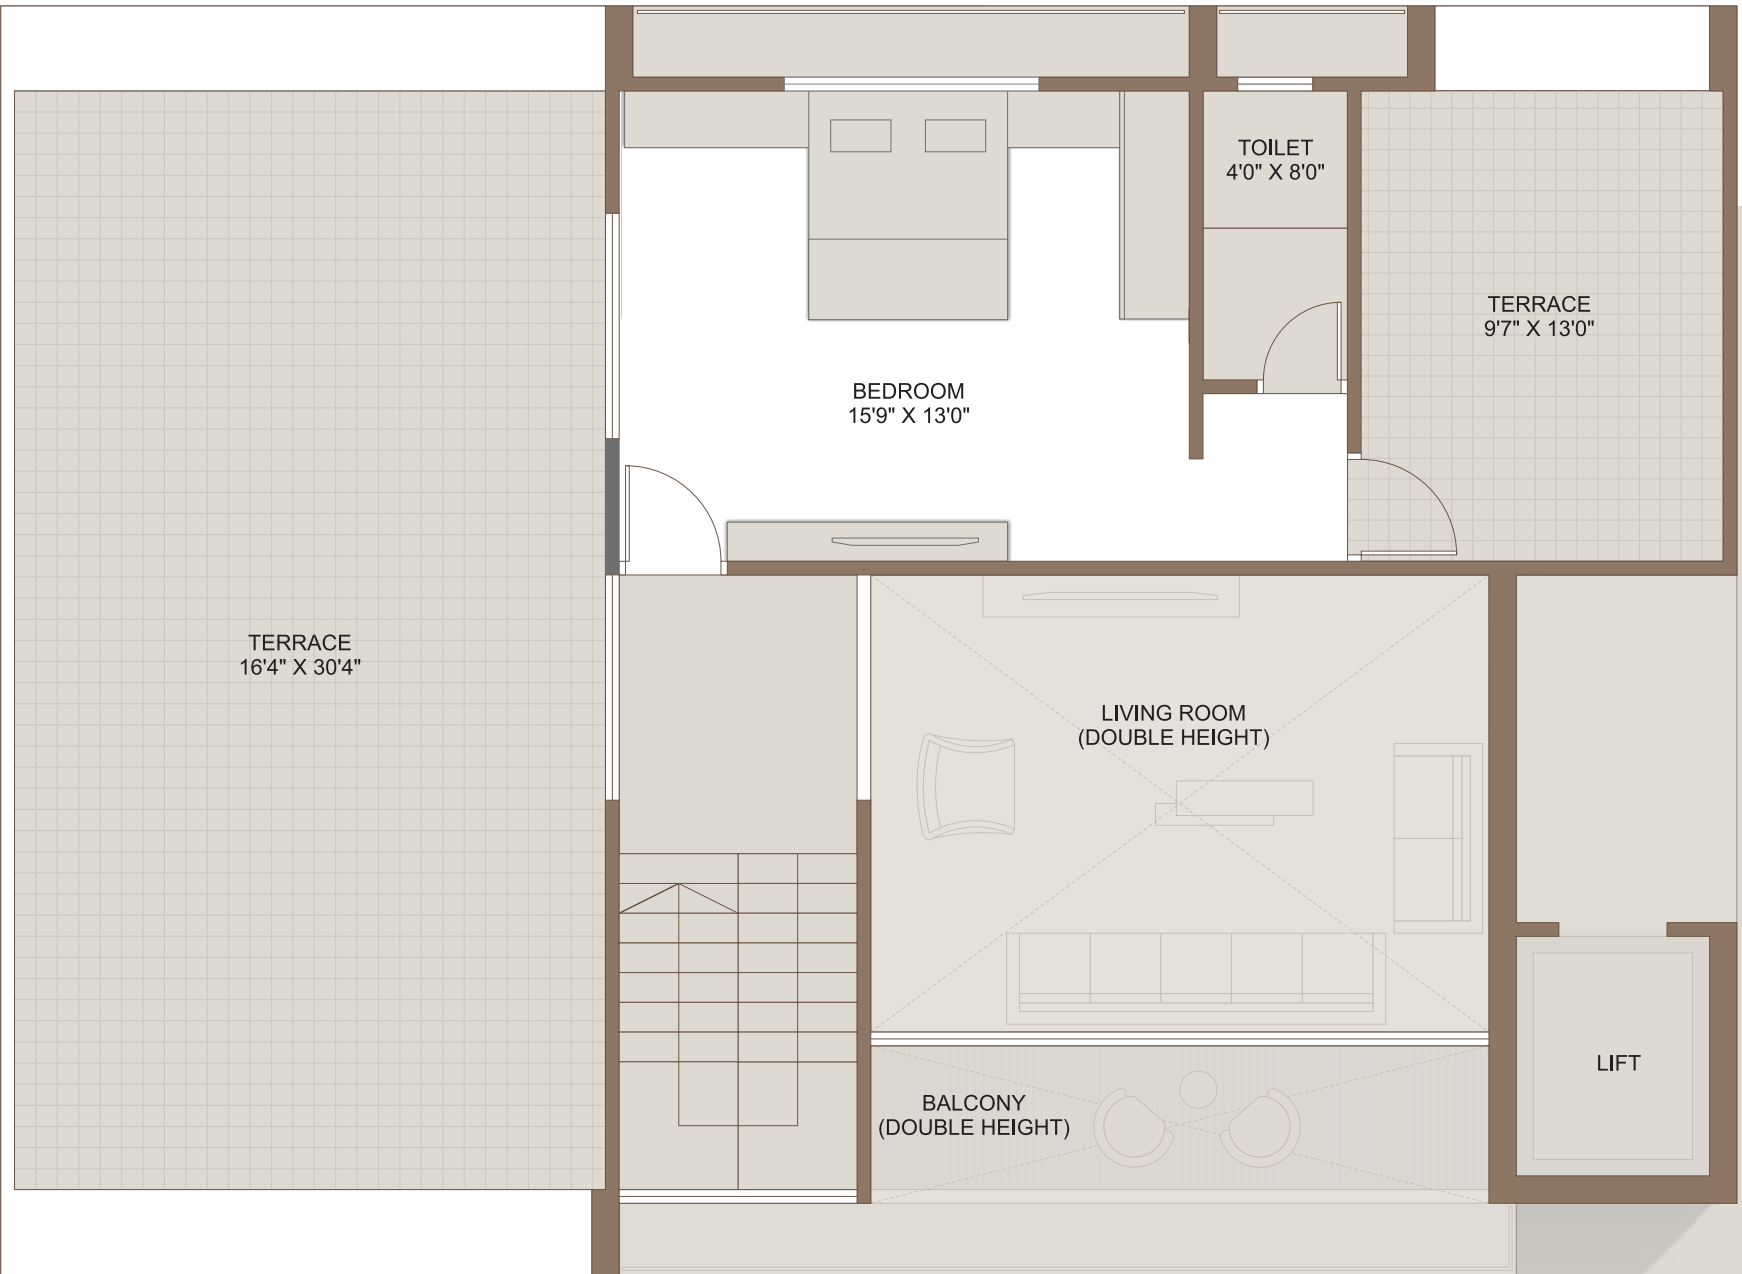 TOILET
4'0" X 8'0"
TERRACE
9'7" X 13'0"
BEDROOM
15'9" X 13'0"
TERRACE
16'4" X 30'4"
LIVING ROOM
(DOUBLE HEIGHT)
LIFT
BALCONY
(DOUBLE HEIGHT)